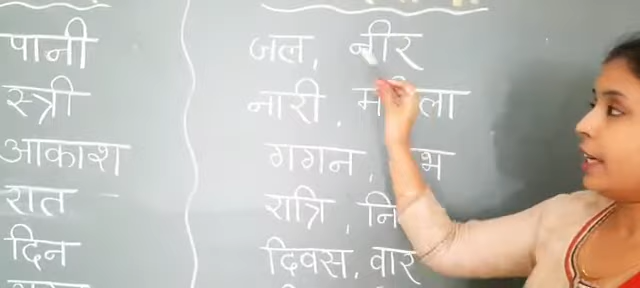 पानी जल, नीर
स्त्री नारी, म
आकाश गगन,
रात रात्रि,
दिन दिवस, वार